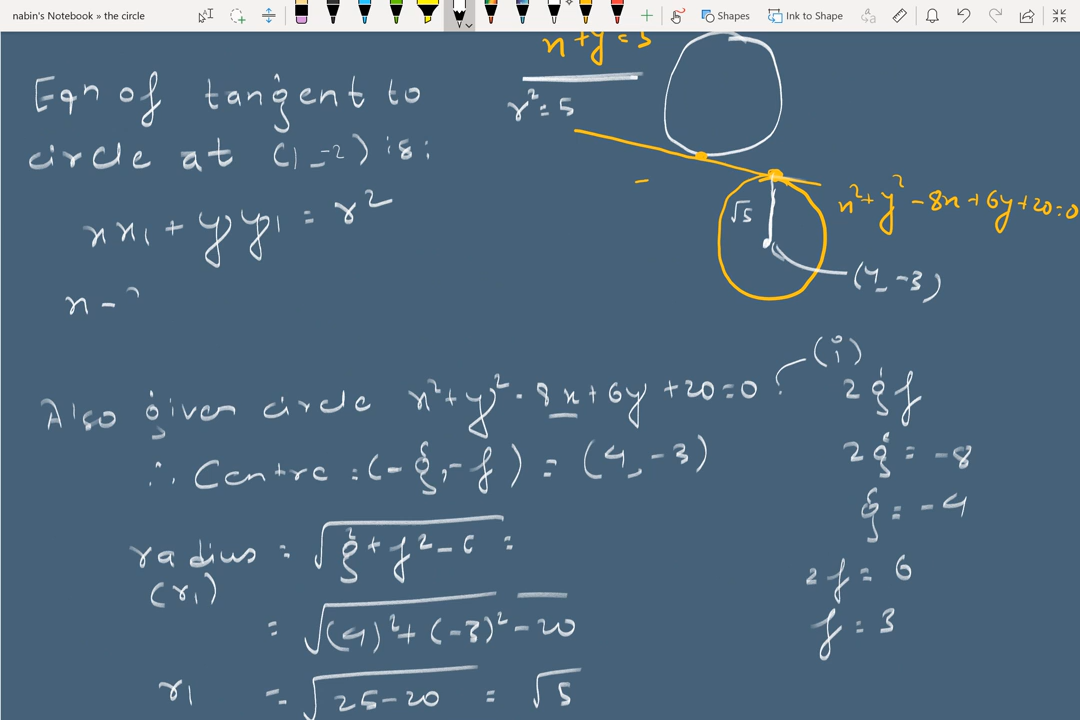 nabin's Notebook » the circle
Shapes
Ink to Shape
x²+y²=5
r²=5
Eqn of tangent to
circle at (1,-2) is:
xx₁ + yy₁ = r²
x -
√5
x²+y²-8x+6y+20=0
(4,-3)
(i)
Also given circle x²+y²-8x+6y+20=0
∴ Centre =(-g,-f) = (4,-3)
radius = √g²+f²-c =
(r₁)
= √(4)²+(-3)²-20
r₁ = √25-20 = √5
2gf
2g = -8
g = -4
2f = 6
f = 3